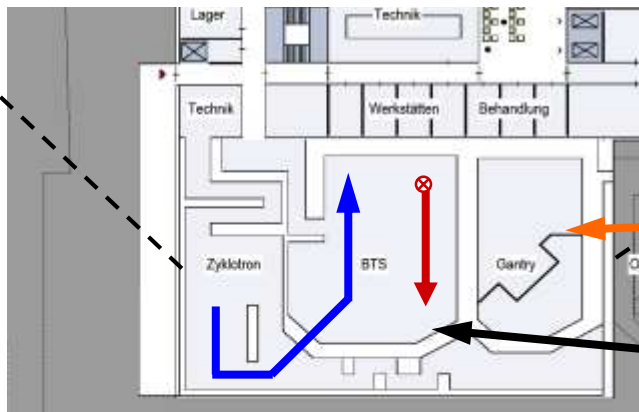 Lager
Technik
Technik
Werkstätten
Behandlung
Zyklotron
BTS
Gantry
O